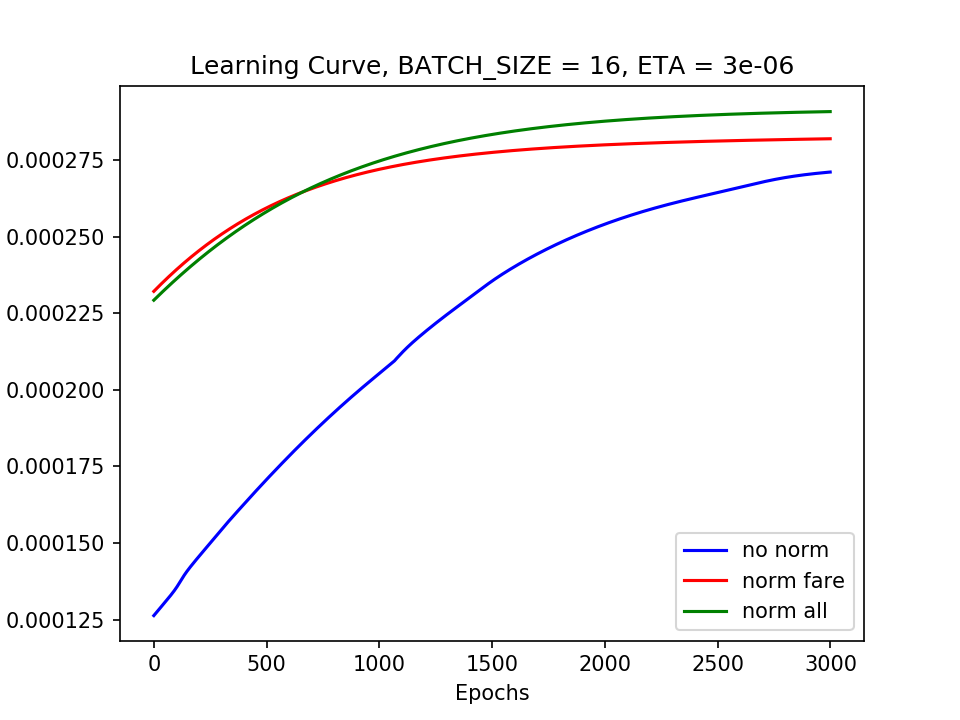 Learning Curve, BATCH_SIZE = 16, ETA = 3e-06
0.000275
0.000250
0.000225
0.000200
0.000175
0.000150
0.000125
no norm
norm fare
norm all
0 500 1000 1500 2000 2500 3000
Epochs